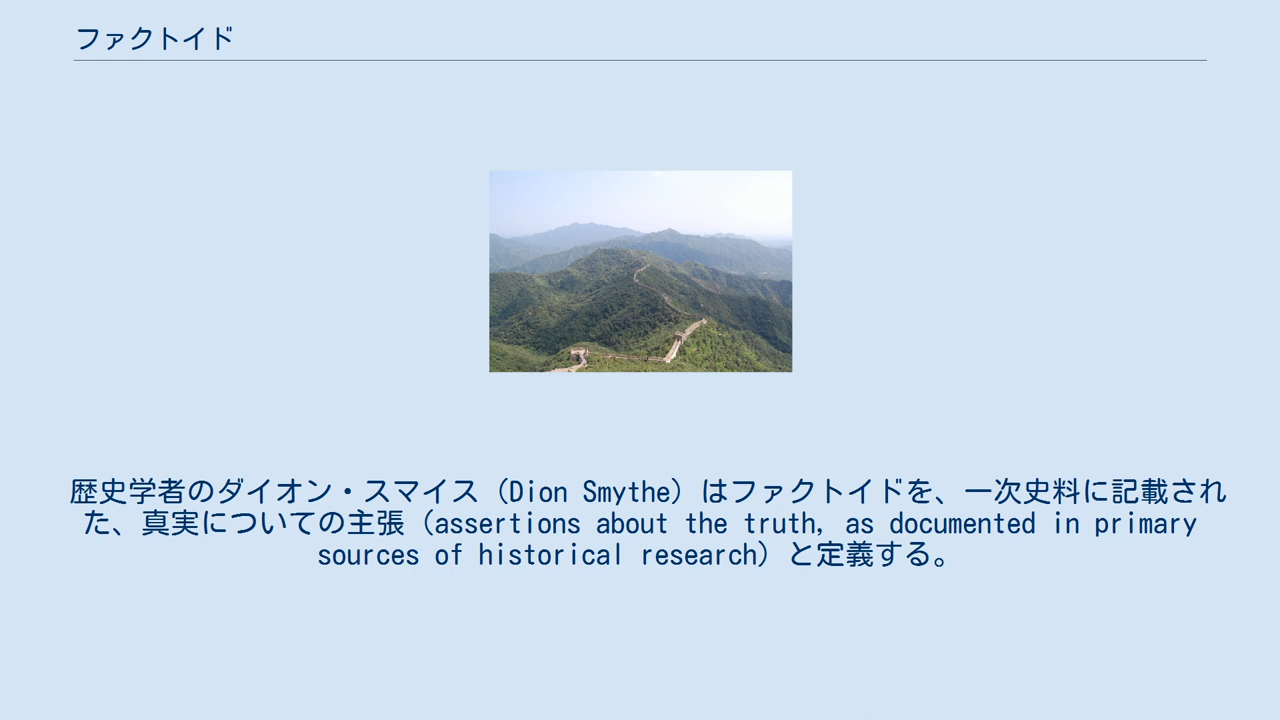 ファクトイド
歴史学者のダイオン・スマイス（Dion Smythe）はファクトイドを、一次史料に記載され
た、真実についての主張（assertions about the truth, as documented in primary
sources of historical research）と定義する。